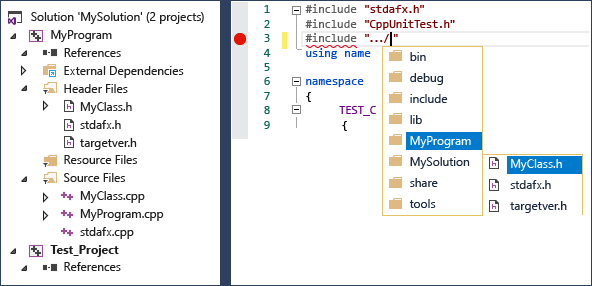 Solution 'MySolution' (2 projects)
MyProgram
References
External Dependencies
Header Files
MyClass.h
stdafx.h
targetver.h
Resource Files
Source Files
MyClass.cpp
MyProgram.cpp
stdafx.cpp
Test_Project
References
1 #include "stdafx.h"
2 #include "CppUnitTest.h"
3 #include "../"
4 using name
5
6 namespace
7 {
8 TEST_C
9 {
bin
debug
include
lib
MyProgram
MySolution
share
tools
MyClass.h
stdafx.h
targetver.h